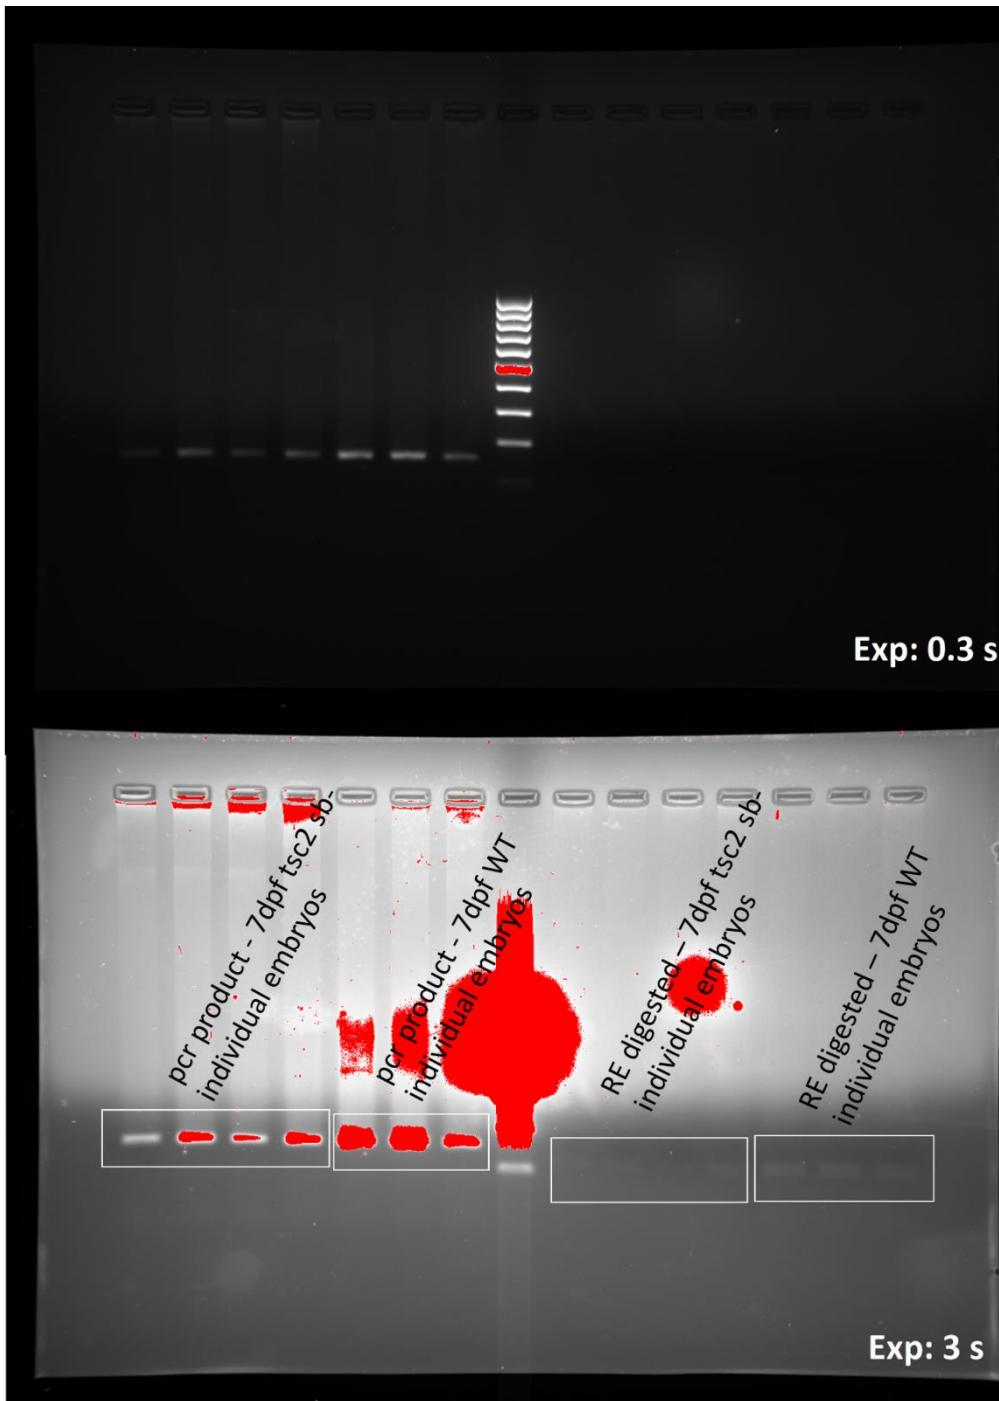 Exp: 0.3 s
pcr product - 7dpf tsc2 sb-
individual embryos
pcr product - 7dpf WT
individual embryos
RE digested – 7dpf tsc2 sb-
individual embryos
RE digested – 7dpf WT
individual embryos
Exp: 3 s